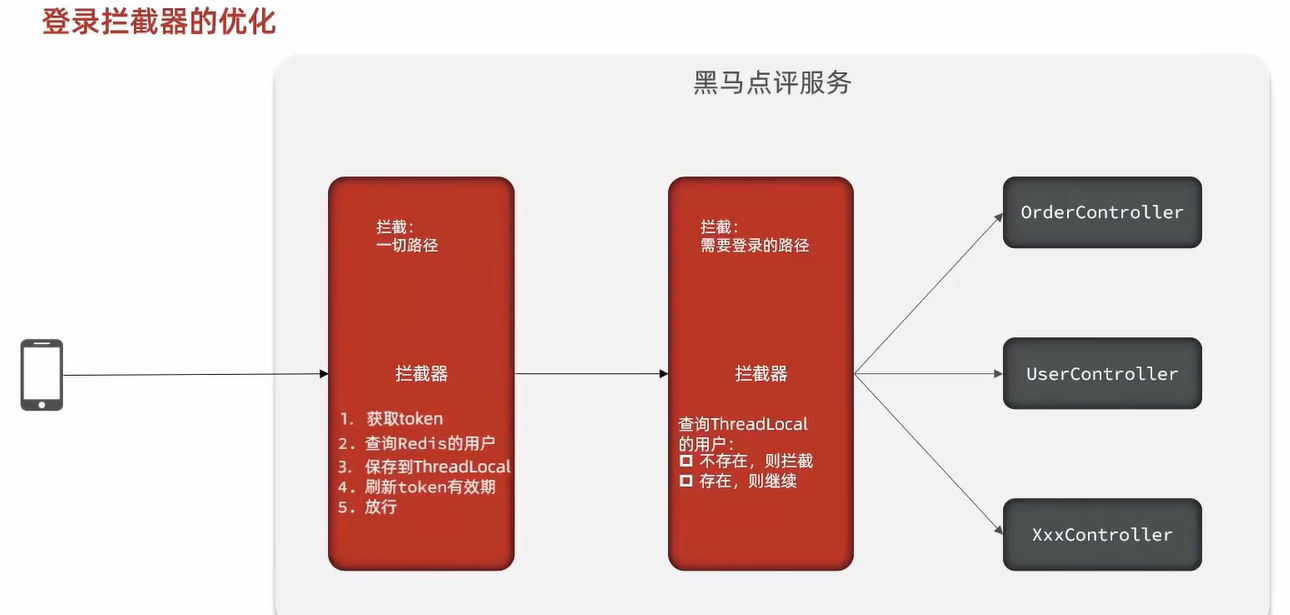 登录拦截器的优化
黑马点评服务
拦截：
一切路径
拦截器
1. 获取token
2. 查询Redis的用户
3. 保存到ThreadLocal
4. 刷新token有效期
5. 放行
拦截：
需要登录的路径
拦截器
查询ThreadLocal
的用户：
不存在，则拦截
存在，则继续
OrderController
UserController
XxxController